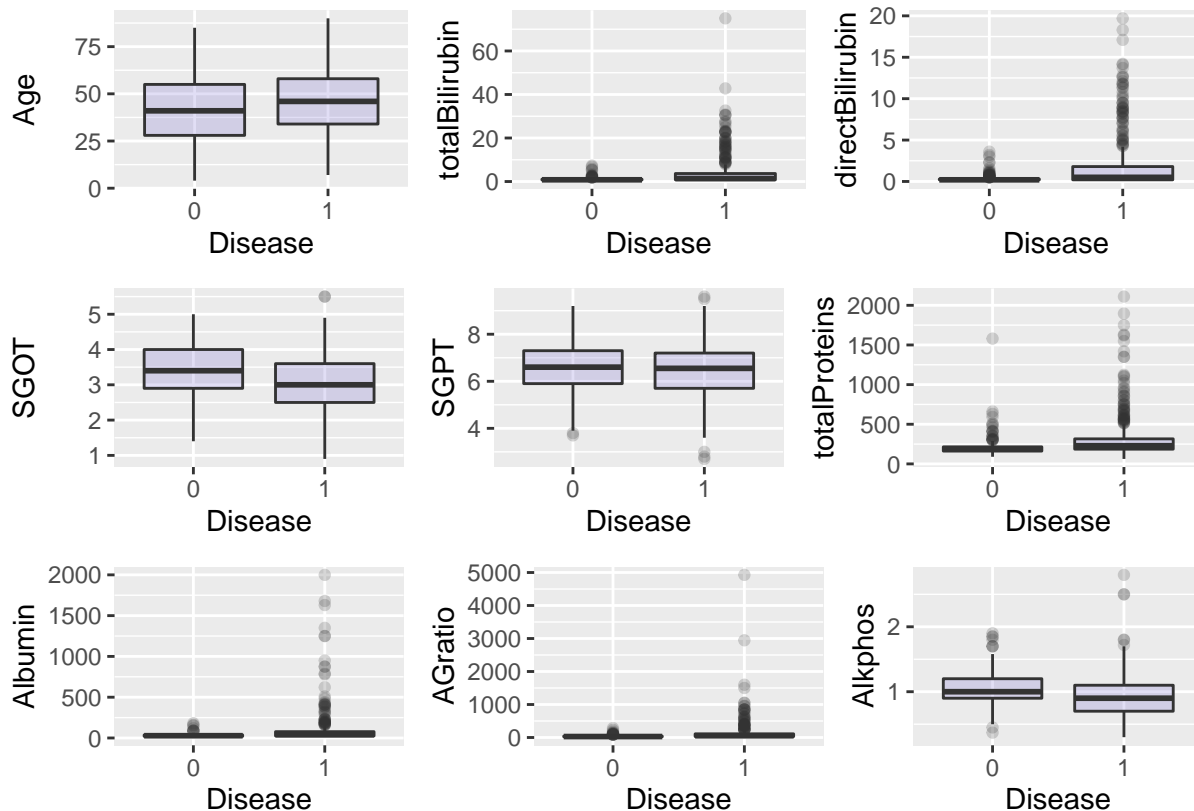 Age
75
50
25
0
0 1
Disease
totalBilirubin
60
40
20
0
0 1
Disease
directBilirubin
20
15
10
5
0
0 1
Disease
SGOT
5
4
3
2
1
0 1
Disease
SGPT
8
6
4
0 1
Disease
totalProteins
2000
1500
1000
500
0
0 1
Disease
Albumin
2000
1500
1000
500
0
0 1
Disease
AGratio
5000
4000
3000
2000
1000
0
0 1
Disease
Alkphos
2
1
0 1
Disease